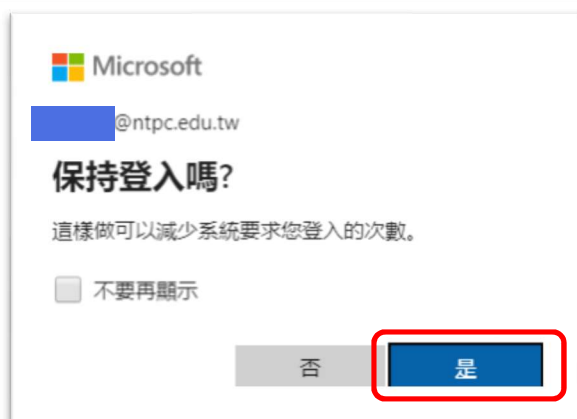 Microsoft
@ntpc.edu.tw
保持登入嗎?
這樣做可以減少系統要求您登入的次數。
不要再顯示
否
是